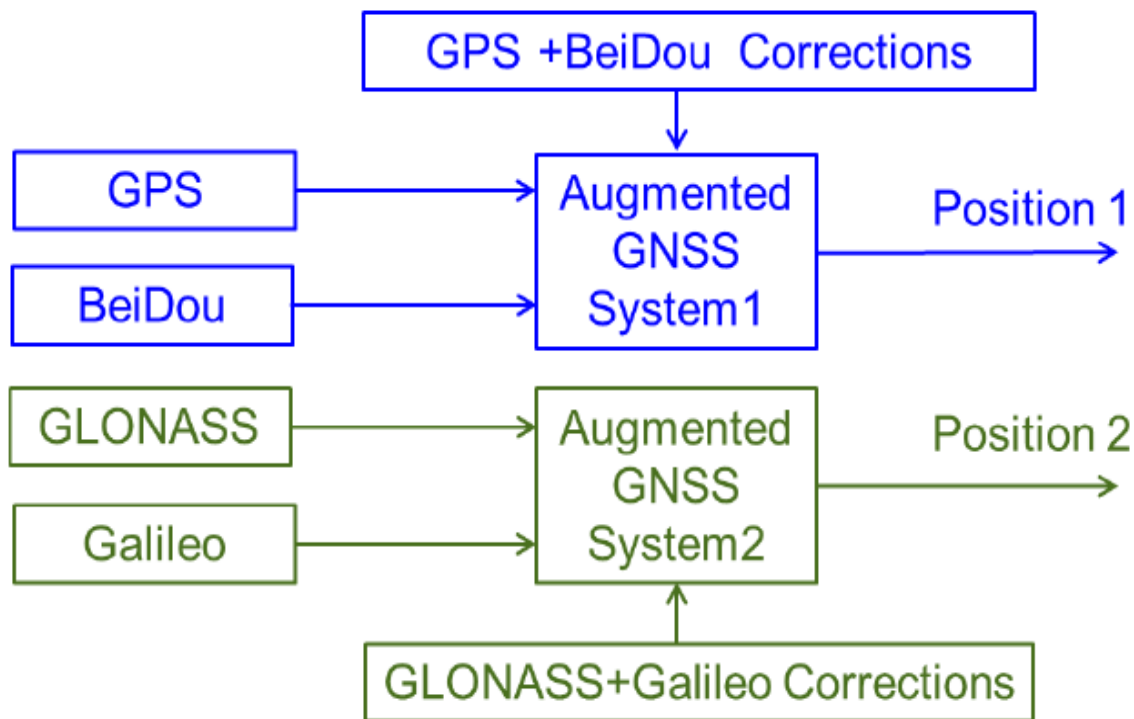 GPS +BeiDou Corrections
GPS
BeiDou
Augmented
GNSS
System1
Position 1
GLONASS
Galileo
Augmented
GNSS
System2
Position 2
GLONASS+Galileo Corrections